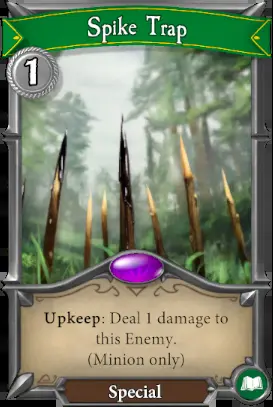 Spike Trap
1
Upkeep: Deal 1 damage to
this Enemy.
(Minion only)
Special